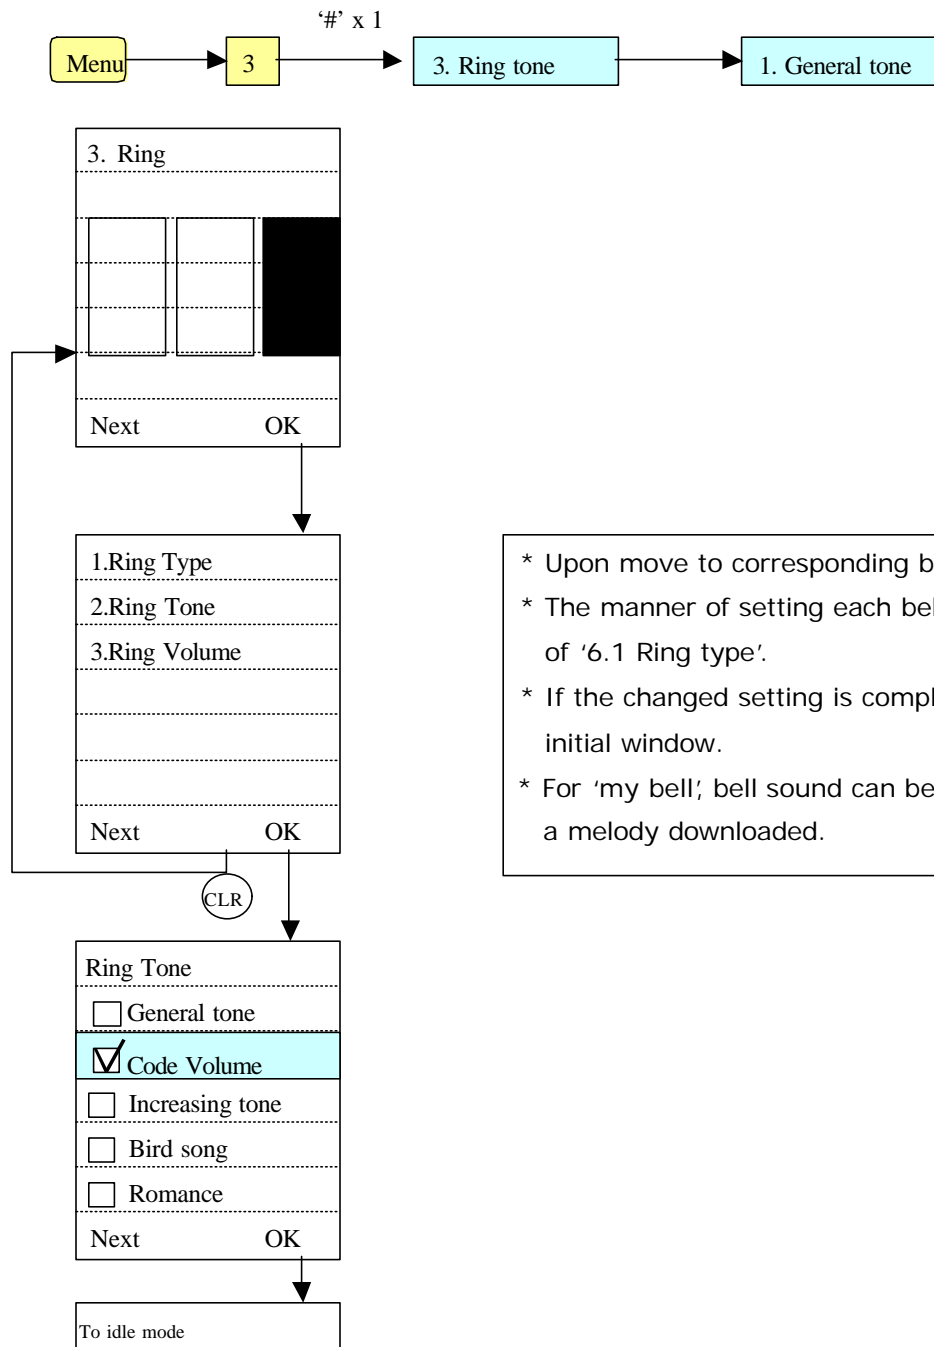 ‘#’ x 1
Menu 3 3. Ring tone 1. General tone
3. Ring
Next OK
1.Ring Type
2.Ring Tone
3.Ring Volume
Next OK
CLR
* Upon move to corresponding b
* The manner of setting each bel
of ‘6.1 Ring type’.
* If the changed setting is compl
initial window.
* For ‘my bell’, bell sound can be
a melody downloaded.
Ring Tone
General tone
Code Volume
Increasing tone
Bird song
Romance
Next OK
To idle mode